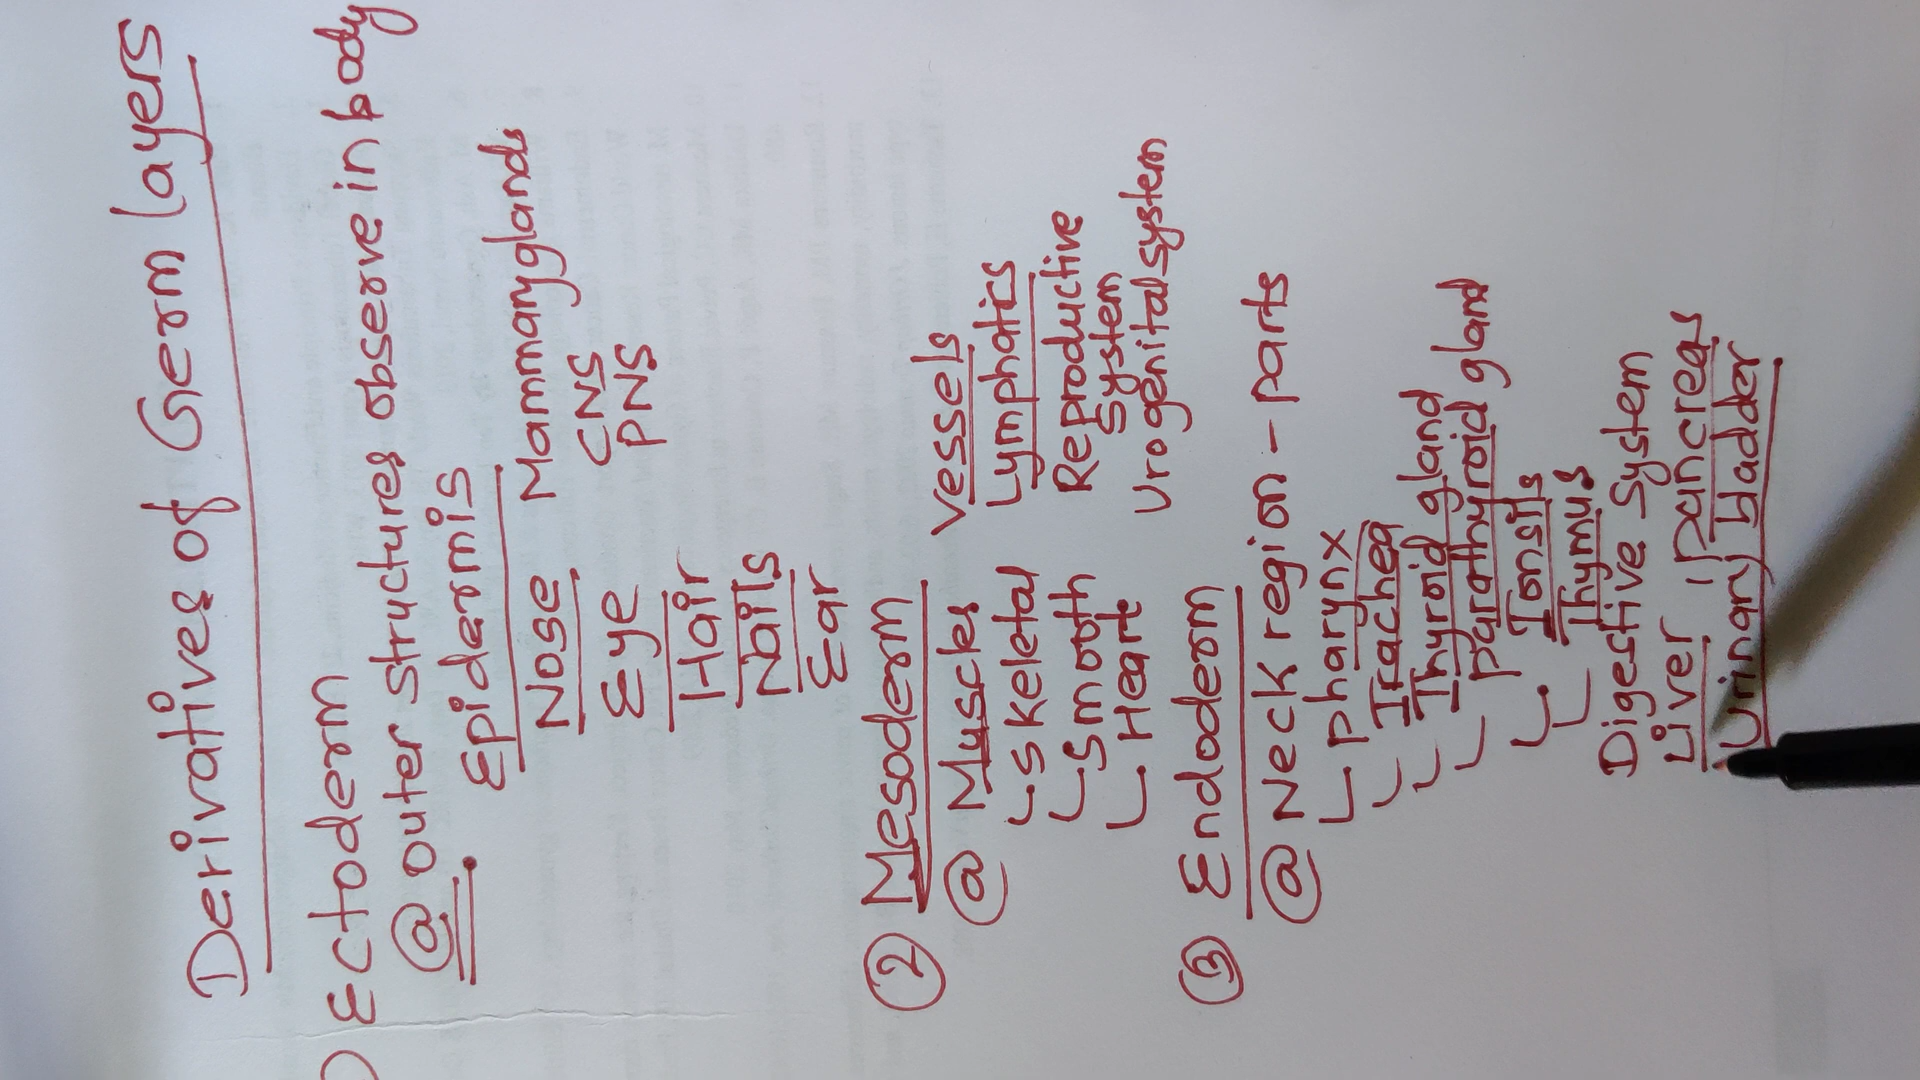 Derivatives of Germ layers
) Ectoderm
ⓐ outer structures observe in body
Epidermis
Nose
Eye
Hair
Nails
Ear
Mammary glands
CNS
PNS
② Mesoderm
ⓐ Muscles
Skeletal
Smooth
Heart
Vessels
Lymphatics
Reproductive
System
Urogenital system
③ Endoderm
ⓐ Neck region - parts
pharynx
Trachea
Thyroid gland
parathyroid gland
Tonsils
Thymus
Digestive System
Liver, pancreas
Urinary bladder